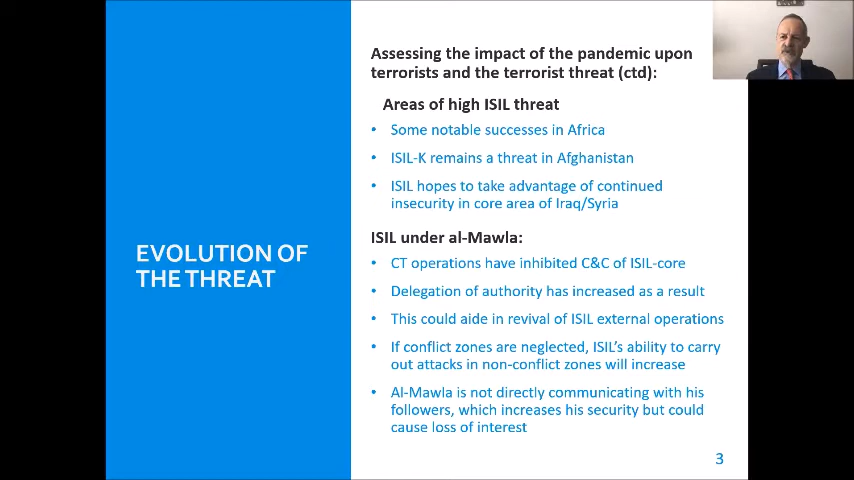 EVOLUTION OF
THE THREAT
Assessing the impact of the pandemic upon
terrorists and the terrorist threat (ctd):
Areas of high ISIL threat
• Some notable successes in Africa
• ISIL-K remains a threat in Afghanistan
• ISIL hopes to take advantage of continued
insecurity in core area of Iraq/Syria
ISIL under al-Mawla:
• CT operations have inhibited C&C of ISIL-core
• Delegation of authority has increased as a result
• This could aide in revival of ISIL external operations
• If conflict zones are neglected, ISIL's ability to carry
out attacks in non-conflict zones will increase
• Al-Mawla is not directly communicating with his
followers, which increases his security but could
cause loss of interest
3